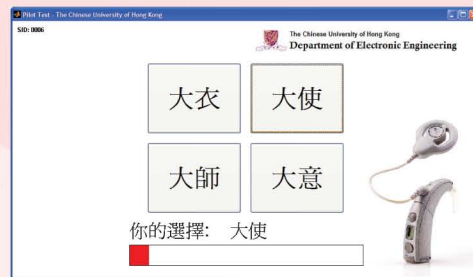 Pilot Test - The Chinese University of Hong Kong
SID: 0006
The Chinese University of Hong Kong
Department of Electronic Engineering
大衣 大使
大師 大意
你的選擇: 大使